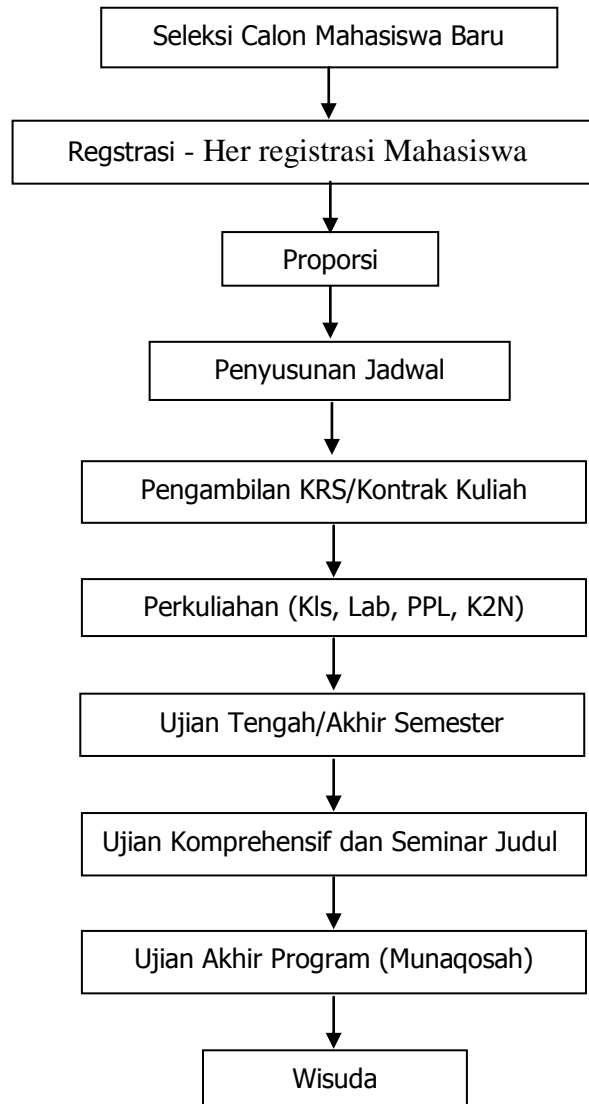 Seleksi Calon Mahasiswa Baru
Regstrasi - Her registrasi Mahasiswa
Proporsi
Penyusunan Jadwal
Pengambilan KRS/Kontrak Kuliah
Perkuliahan (Kls, Lab, PPL, K2N)
Ujian Tengah/Akhir Semester
Ujian Komprehensif dan Seminar Judul
Ujian Akhir Program (Munaqosah)
Wisuda